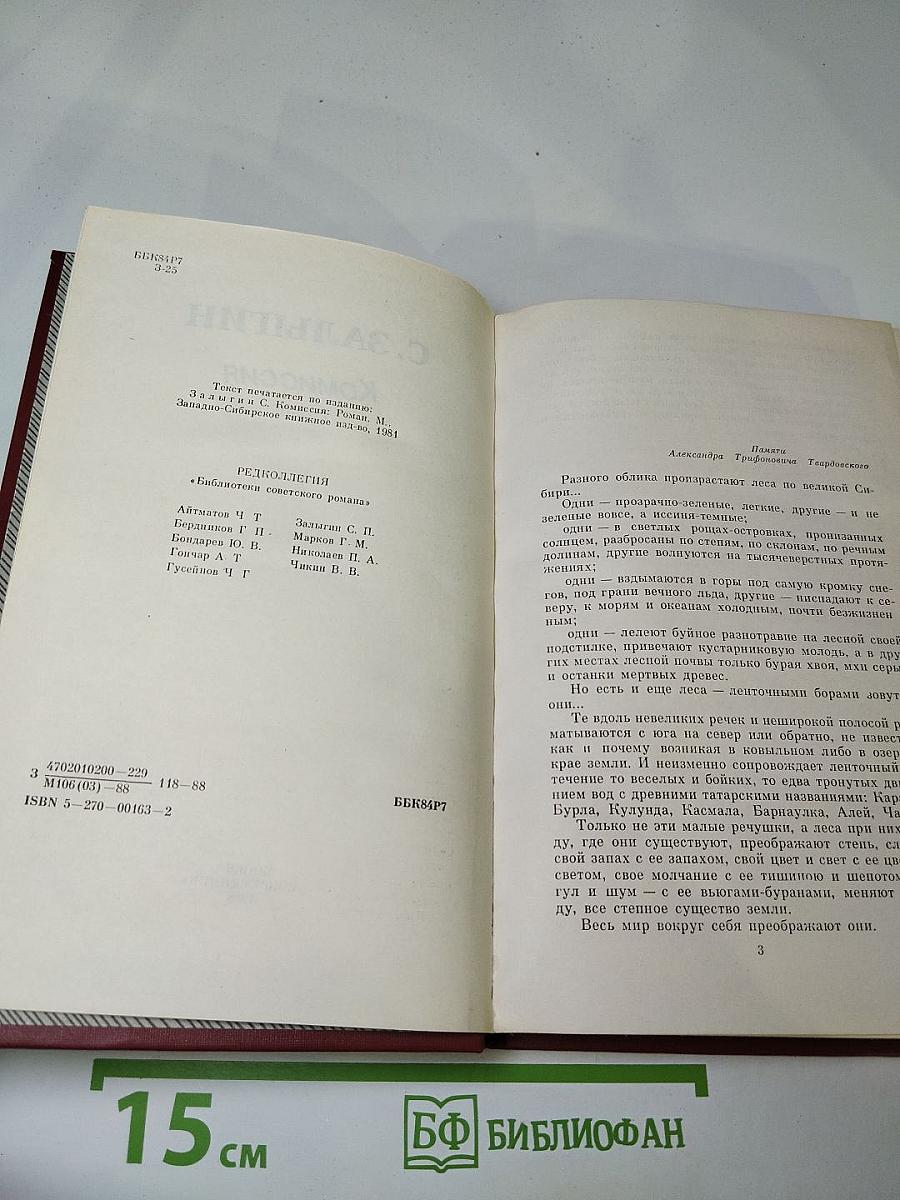 ББК84Р7
З-25
Текст печатается по изданию:
Залыгин С. Комиссия: Роман. М.,
Западно-Сибирское книжное изд-во, 1981
РЕДКОЛЛЕГИЯ
«Библиотеки советского романа»
Айтматов Ч Т
Бердников Г П
Бондарев Ю. В.
Гончар А Т
Гусейнов Ч Г
Залыгин С. П.
Марков Г. М.
Николаев П. А.
Чикин В. В.
З 4702010200—229
М106(03)—88
118—88
ISBN 5—270—00163—2
ББК84Р7
С. ЗАЛЫГИН
Комиссия
Памяти
Александра Трифоновича Твардовского
Разного облика произрастают леса по великой Си-
бири...
Одни — прозрачно-зеленые, легкие, другие — и не
зеленые вовсе, а иссиня-темные;
одни — в светлых рощах-островках, пронизанных
солнцем, разбросаны по степям, по склонам, по речным
долинам, другие волнуются на тысячеверстных протя-
жениях;
одни — вздымаются в горы под самую кромку сне-
гов, под грани вечного льда, другие — ниспадают к се-
веру, к морям и океанам холодным, почти безжизнен
ным;
одни — лелеют буйное разнотравие на лесной своей
подстилке, привечают кустарниковую молодь, а в дру
гих местах лесной почвы только бурая хвоя, мхи серы
и останки мертвых древес.
Но есть и еще леса — ленточными борами зовут
они...
Те вдоль невеликих речек и неширокой полосой р
матываются с юга на север или обратно, не извест
как и почему возникая в ковыльном либо в озер
крае земли. И неизменно сопровождает ленточный
течение то веселых и бойких, то едва тронутых дви
нием вод с древними татарскими названиями: Кара
Бурла, Кулунда, Касмала, Барнаулка, Алей, Ча
Только не эти малые речушки, а леса при них
ду, где они существуют, преображают степь, сл
свой запах с ее запахом, свой цвет и свет с ее цве
светом, свое молчание с ее тишиною и шепотом
гул и шум — с ее вьюгами-буранами, меняют
ду, все степное существо земли.
Весь мир вокруг себя преображают они.
3
15 см
БФ БИБЛИОФАН